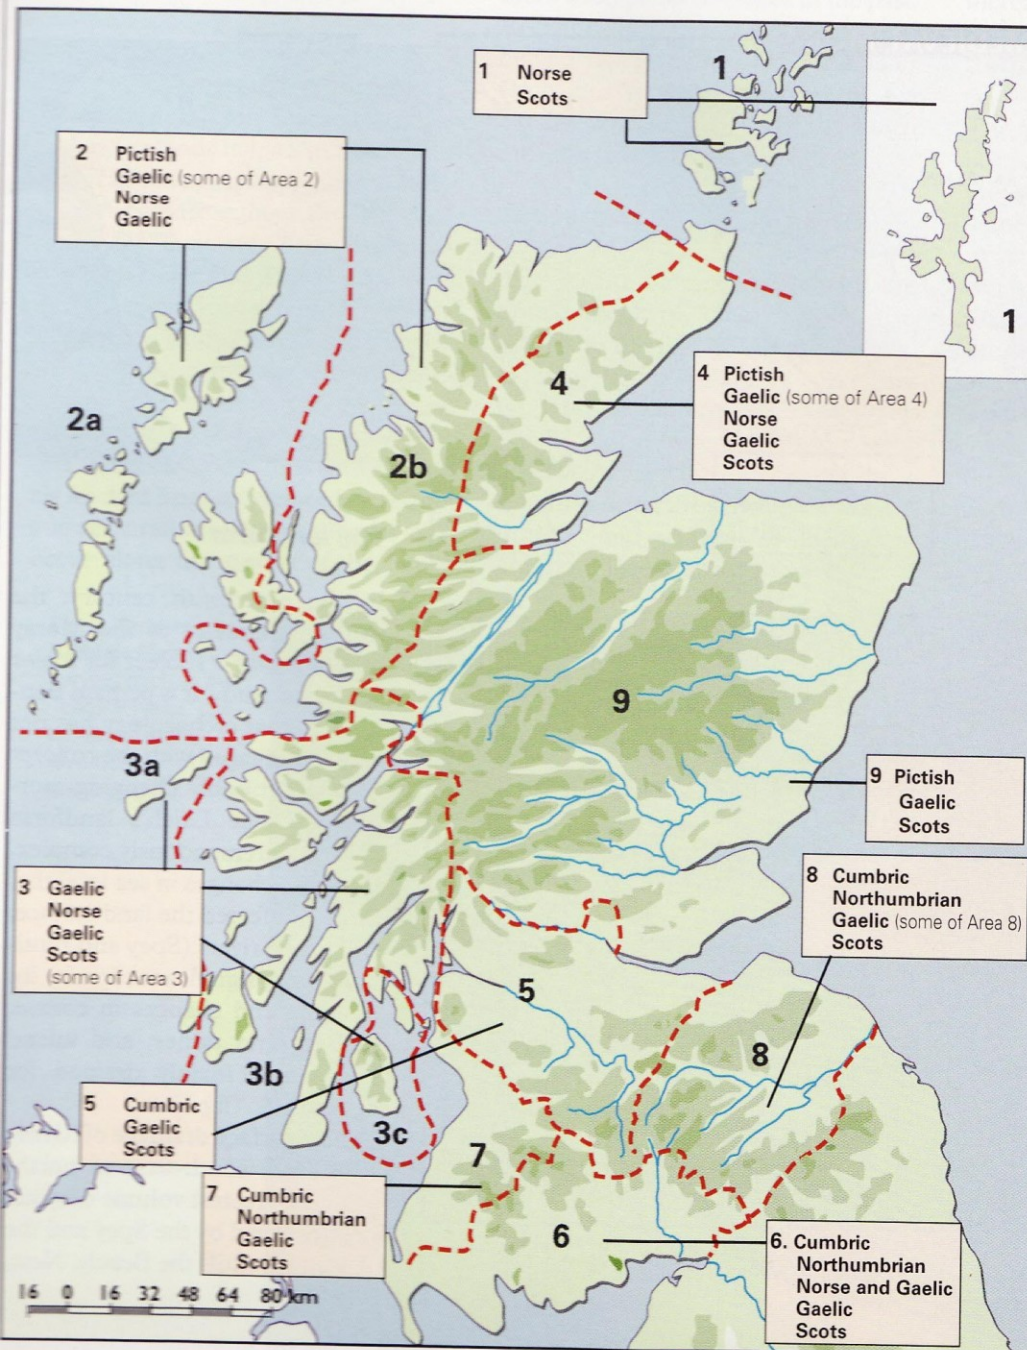 1 Norse
Scots
1
2 Pictish
Gaelic (some of Area 2)
Norse
Gaelic
1
4
4 Pictish
Gaelic (some of Area 4)
Norse
Gaelic
Scots
2a
2b
9
3a
9 Pictish
Gaelic
Scots
3 Gaelic
Norse
Gaelic
Scots
(some of Area 3)
8 Cumbric
Northumbrian
Gaelic (some of Area 8)
Scots
5
8
3b
5 Cumbric
Gaelic
Scots
3c
7
7 Cumbric
Northumbrian
Gaelic
Scots
6
6. Cumbric
Northumbrian
Norse and Gaelic
Gaelic
Scots
16 0 16 32 48 64 80 km